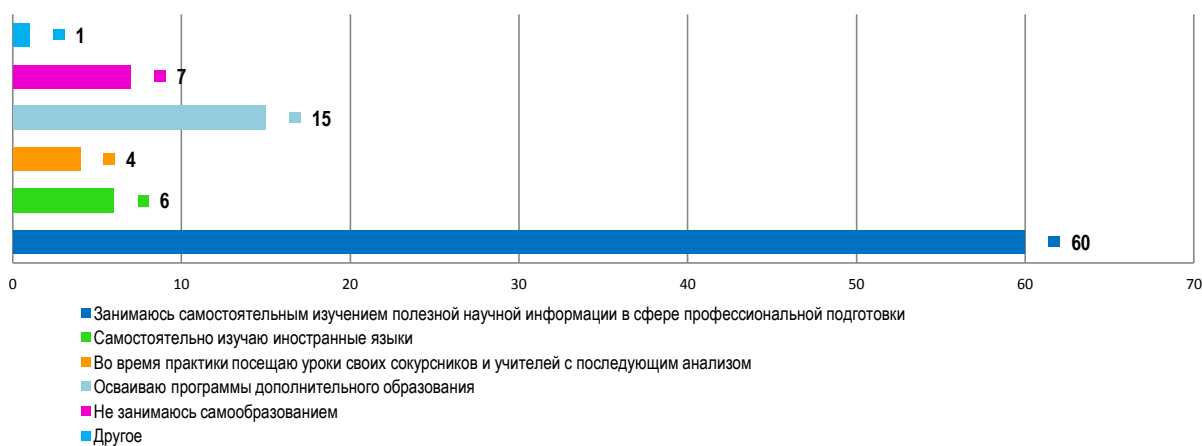 1
7
15
4
6
60
0 10 20 30 40 50 60 70
Занимаюсь самостоятельным изучением полезной научной информации в сфере профессиональной подготовки
Самостоятельно изучаю иностранные языки
Во время практики посещаю уроки своих сокурсников и учителей с последующим анализом
Осваиваю программы дополнительного образования
Не занимаюсь самообразованием
Другое